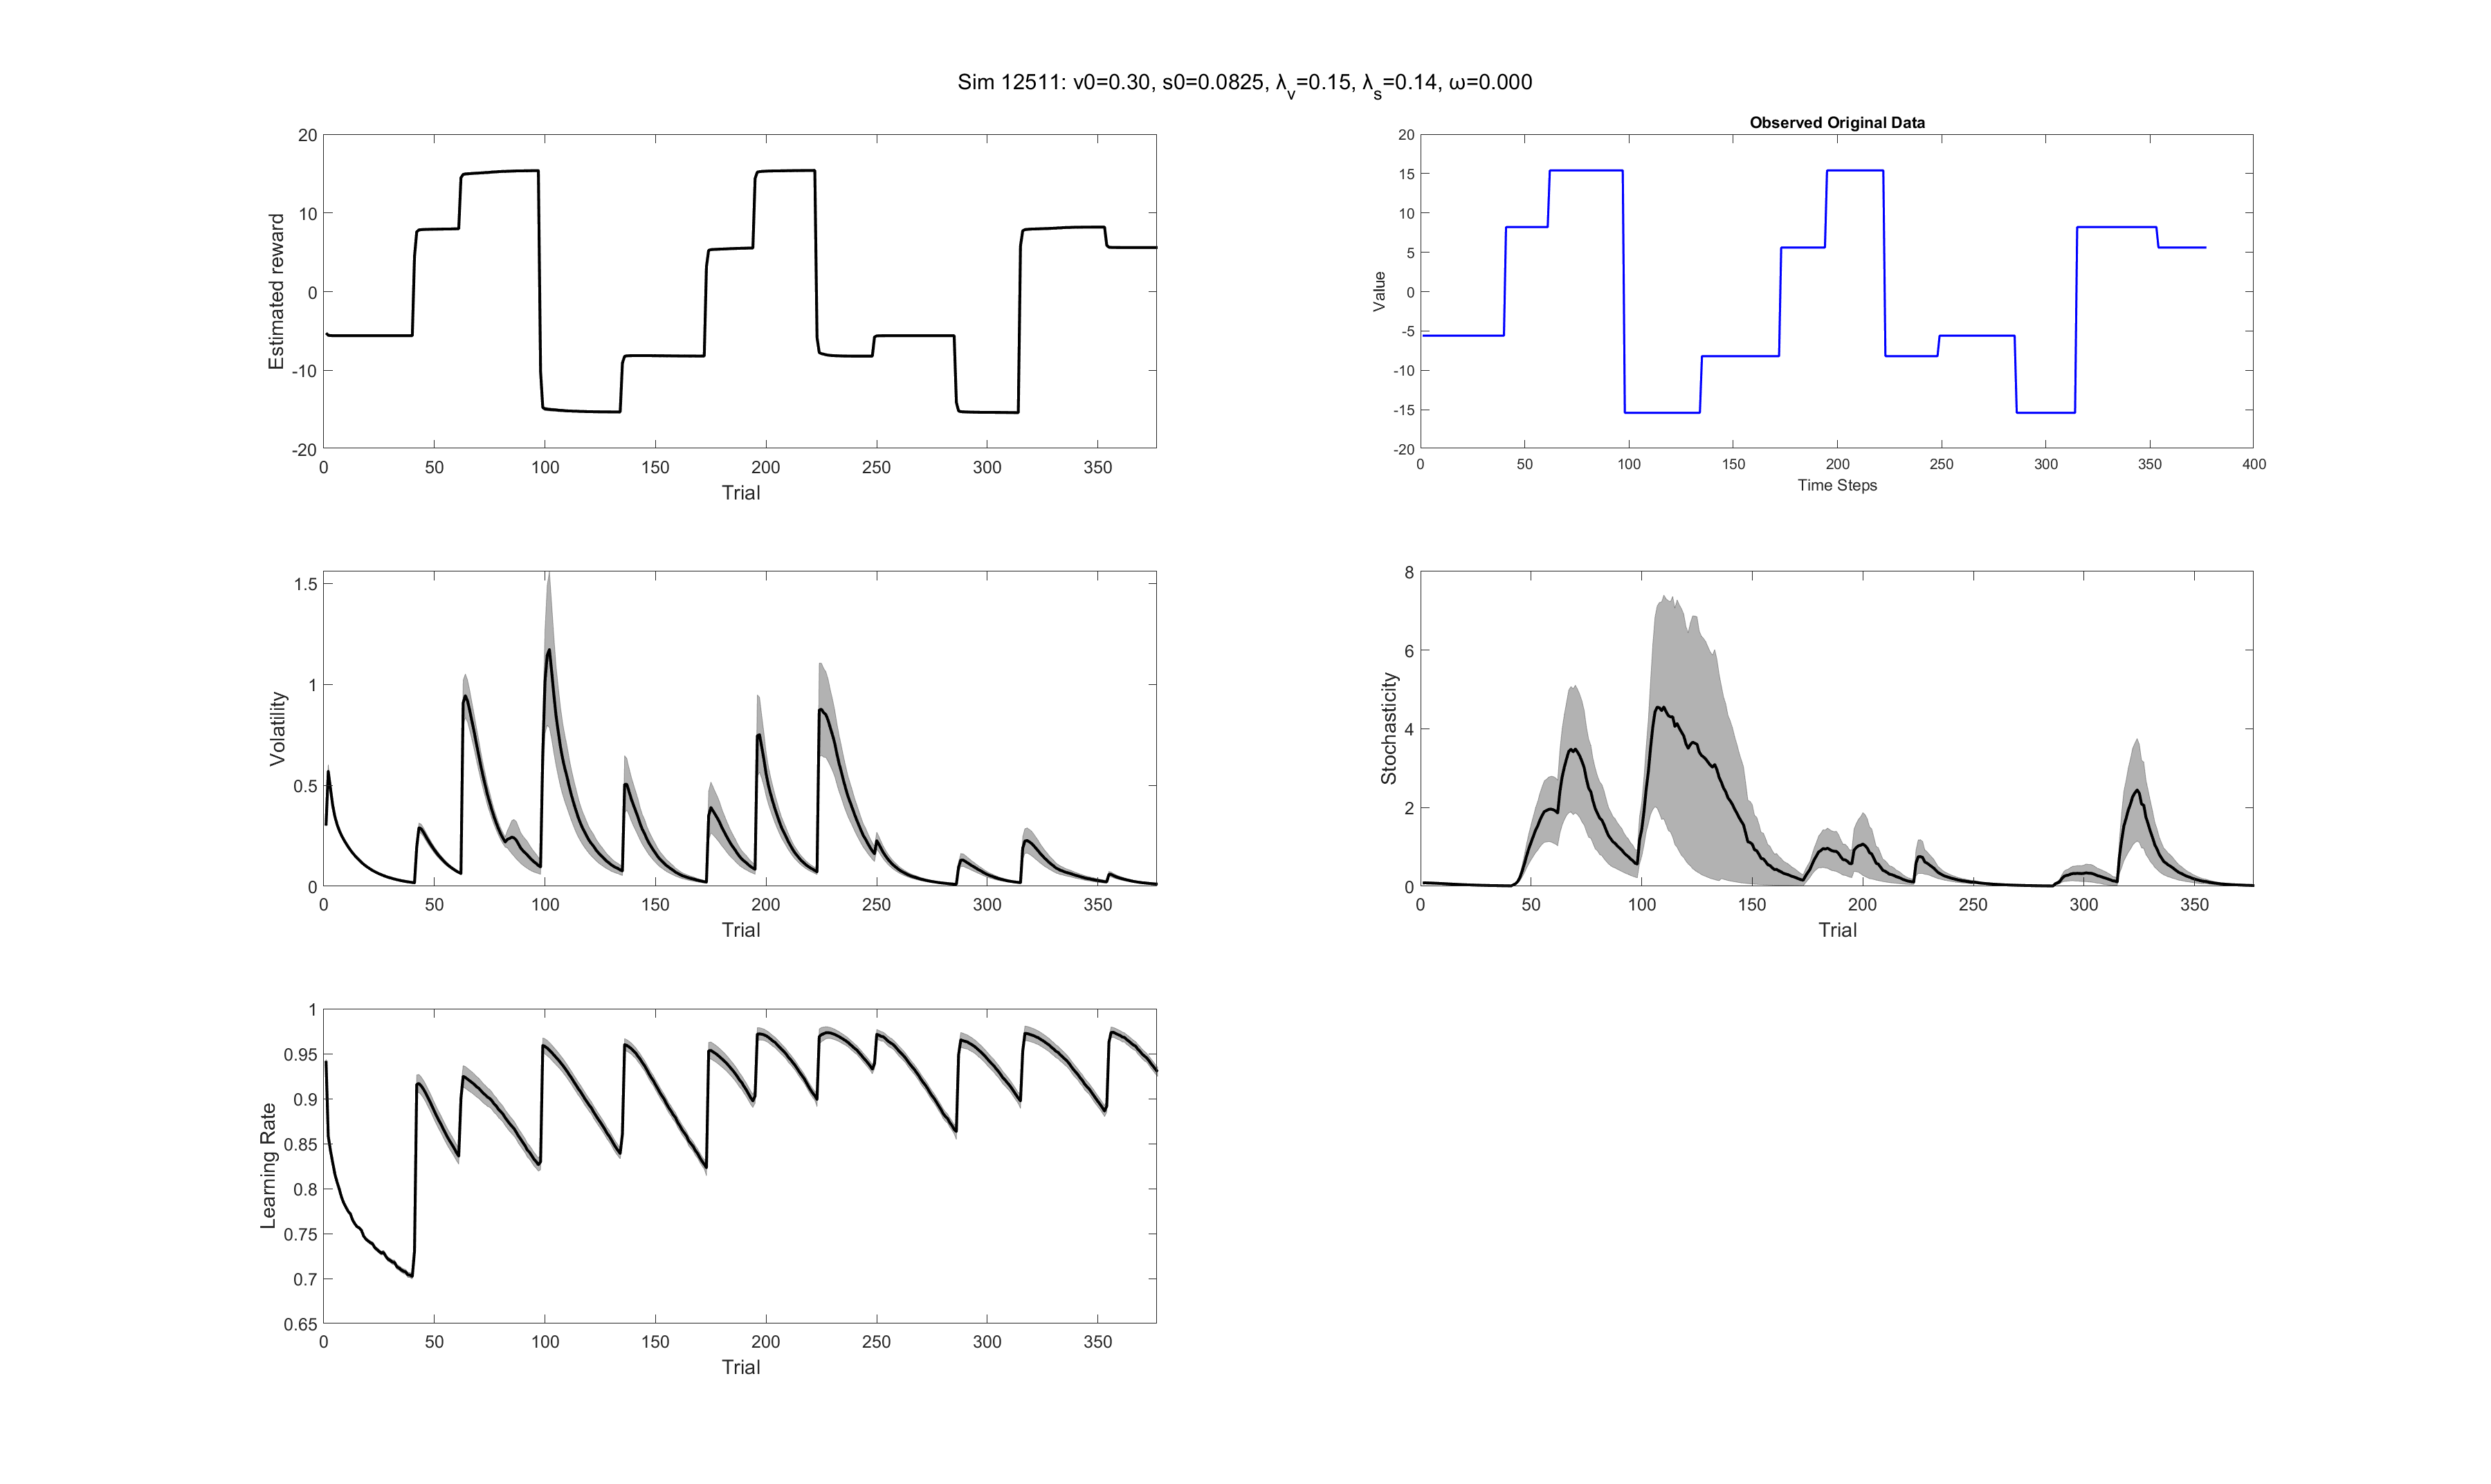 Sim 12511: v0=0.30, s0=0.0825, λv=0.15, λs=0.14, ω=0.000
Estimated reward
20
10
0
-10
-20
0 50 100 150 200 250 300 350
Trial
Observed Original Data
Value
20
15
10
5
0
-5
-10
-15
-20
0 50 100 150 200 250 300 350 400
Time Steps
Volatility
1.5
1
0.5
0
0 50 100 150 200 250 300 350
Trial
Stochasticity
8
6
4
2
0
0 50 100 150 200 250 300 350
Trial
Learning Rate
1
0.95
0.9
0.85
0.8
0.75
0.7
0.65
0 50 100 150 200 250 300 350
Trial